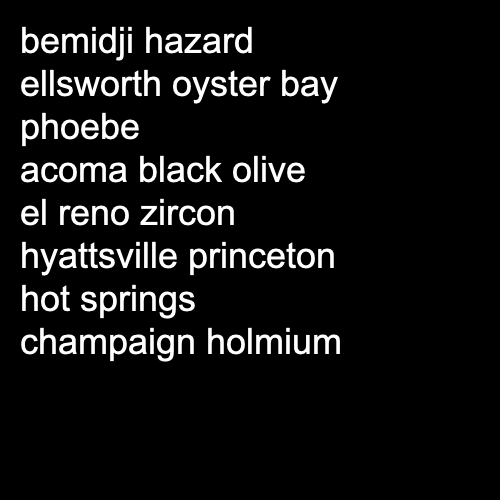 bemidji hazard
ellsworth oyster bay
phoebe
acoma black olive
el reno zircon
hyattsville princeton
hot springs
champaign holmium